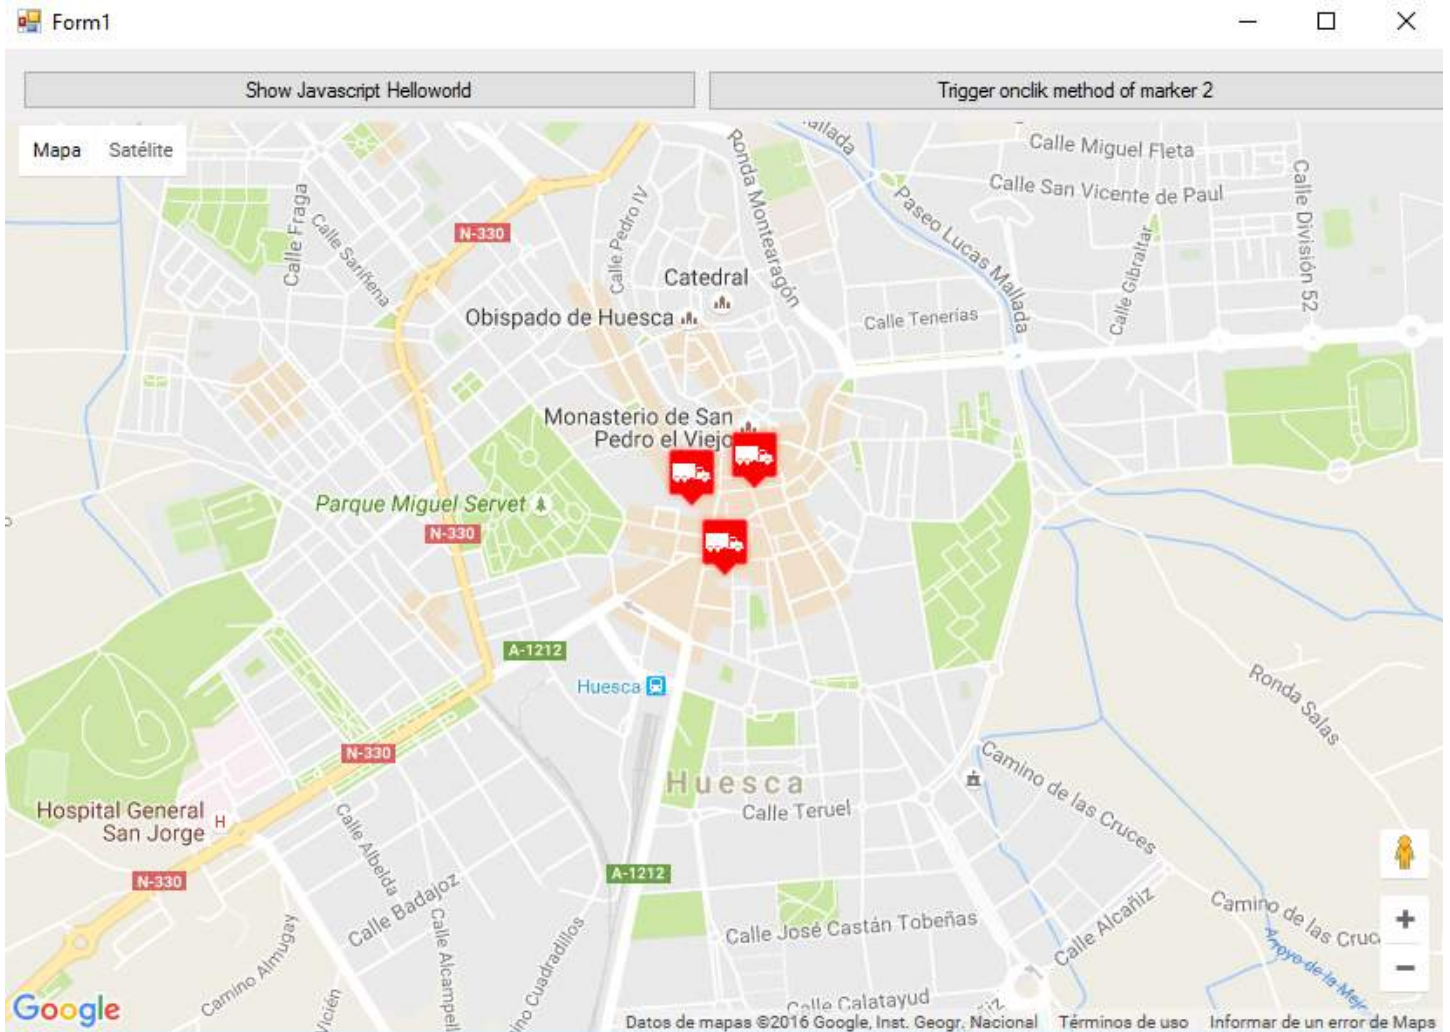 Form1
Show Javascript Helloworld
Trigger onclik method of marker 2
Mapa
Satélite
Calle Miguel Fleta
Calle San Vicente de Paul
Calle División 52
Calle Gibraltar
Paseo Lucas Mallada
Ronda Montearagón
Calle Pedro IV
Calle Fraga
Calle Sariñena
N-330
Catedral
Obispado de Huesca
Calle Tenerías
Monasterio de San
Pedro el Viejo
Parque Miguel Servet
N-330
A-1212
Huesca
Ronda Salas
N-330
Huesca
Camino de las Cruces
Calle Teruel
Hospital General
San Jorge
H
Calle Albelda
N-330
A-1212
Calle Badajoz
Calle Alcampell
Calle José Castán Tobeñas
Calle Alcañiz
Camino de las Cruc
Camino Almugay
Calle Calatayud
Google
Datos de mapas ©2016 Google, Inst. Geogr. Nacional
Términos de uso
Informar de un error de Maps